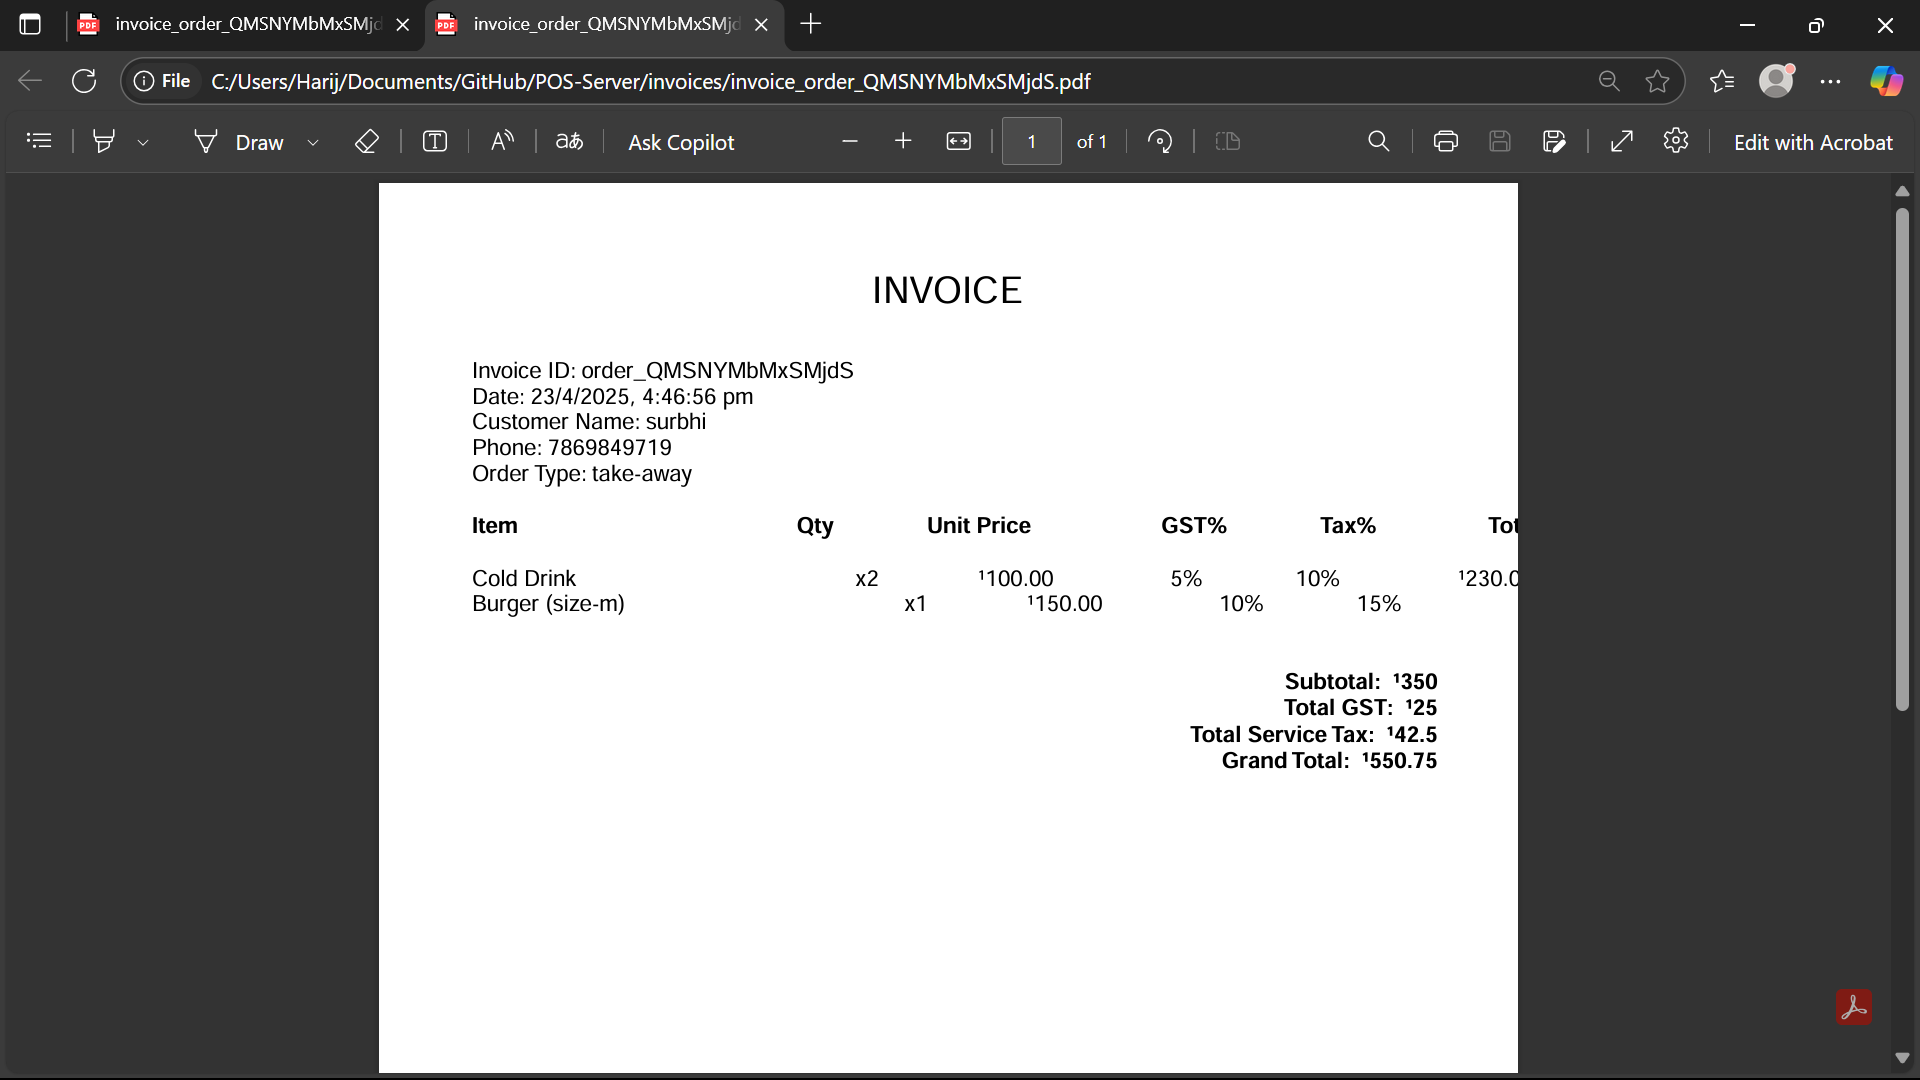 invoice_order_QMSNYMbMxSMjd
invoice_order_QMSNYMbMxSMjd
File C:/Users/Harij/Documents/GitHub/POS-Server/invoices/invoice_order_QMSNYMbMxSMjdS.pdf
Draw aあ Ask Copilot 1 of 1 Edit with Acrobat
INVOICE
Invoice ID: order_QMSNYMbMxSMjdS
Date: 23/4/2025, 4:46:56 pm
Customer Name: surbhi
Phone: 7869849719
Order Type: take-away
Item Qty Unit Price GST% Tax% Tot
Cold Drink x2 ¹100.00 5% 10% ¹230.0
Burger (size-m) x1 ¹150.00 10% 15%
Subtotal: ¹350
Total GST: ¹25
Total Service Tax: ¹42.5
Grand Total: ¹550.75